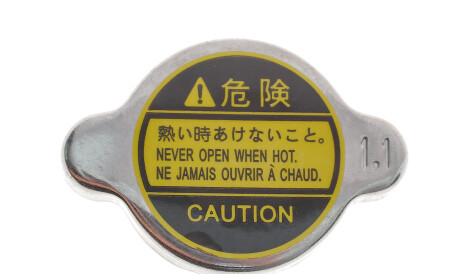 ⚠危険
熱い時あけないこと。
NEVER OPEN WHEN HOT.
NE JAMAIS OUVRIR À CHAUD.
CAUTION
1.1